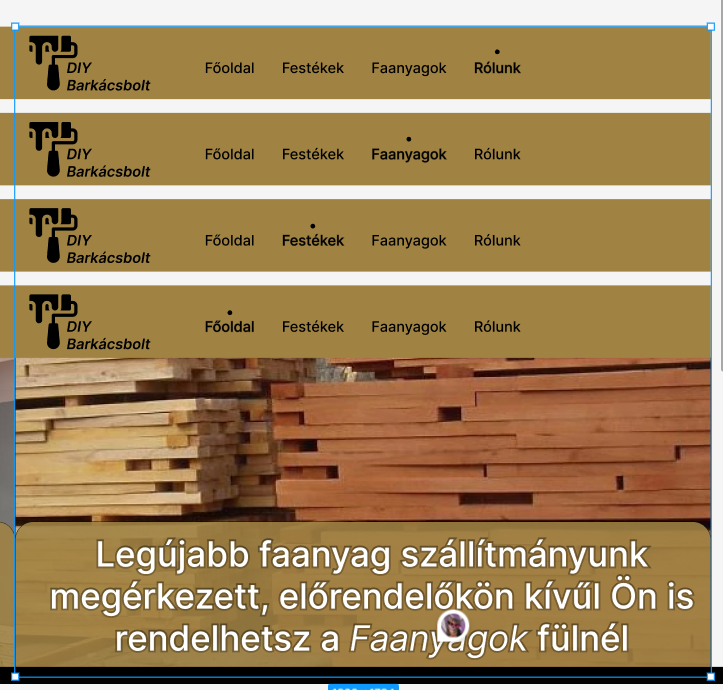 DIY
Barkácsbolt
Főoldal Festékek Faanyagok Rólunk
DIY
Barkácsbolt
Főoldal Festékek Faanyagok Rólunk
DIY
Barkácsbolt
Főoldal Festékek Faanyagok Rólunk
DIY
Barkácsbolt
Főoldal Festékek Faanyagok Rólunk
Legújabb faanyag szállítmányunk
megérkezett, előrendelőkön kívűl Ön is
rendelhetsz a Faanyagok fülnél